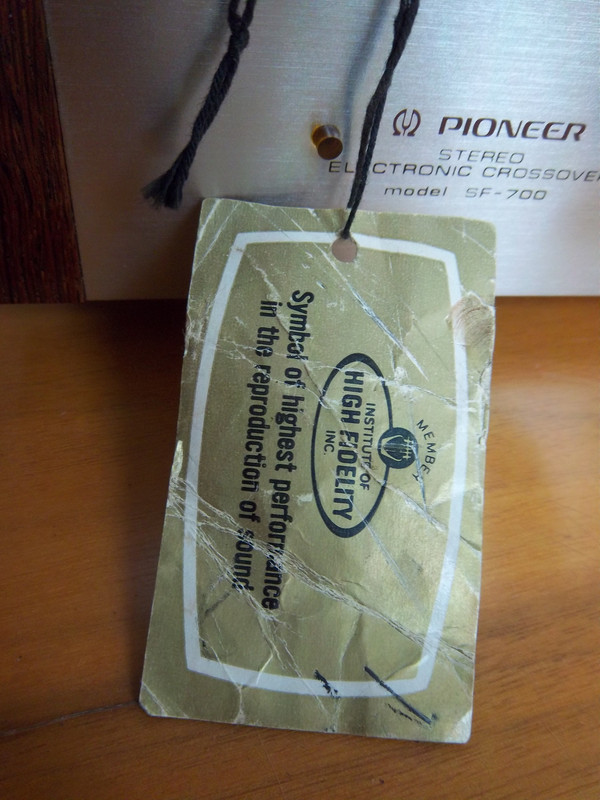 PIONEER
STEREO
ELECTRONIC CROSSOVER
model SF-700
MEMBER
INSTITUTE OF
HIGH FIDELITY
INC.
Symbol of highest performance
in the reproduction of sound